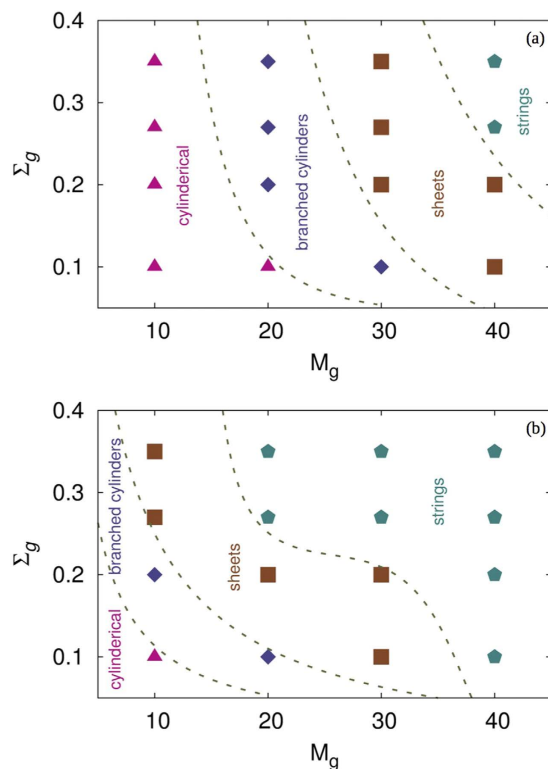 (a)
0.4
0.3
0.2
0.1
Σg
cylinderical
branched cylinders
sheets
strings
10 20 30 40
Mg
(b)
0.4
0.3
0.2
0.1
Σg
cylinderical
branched cylinders
sheets
strings
10 20 30 40
Mg